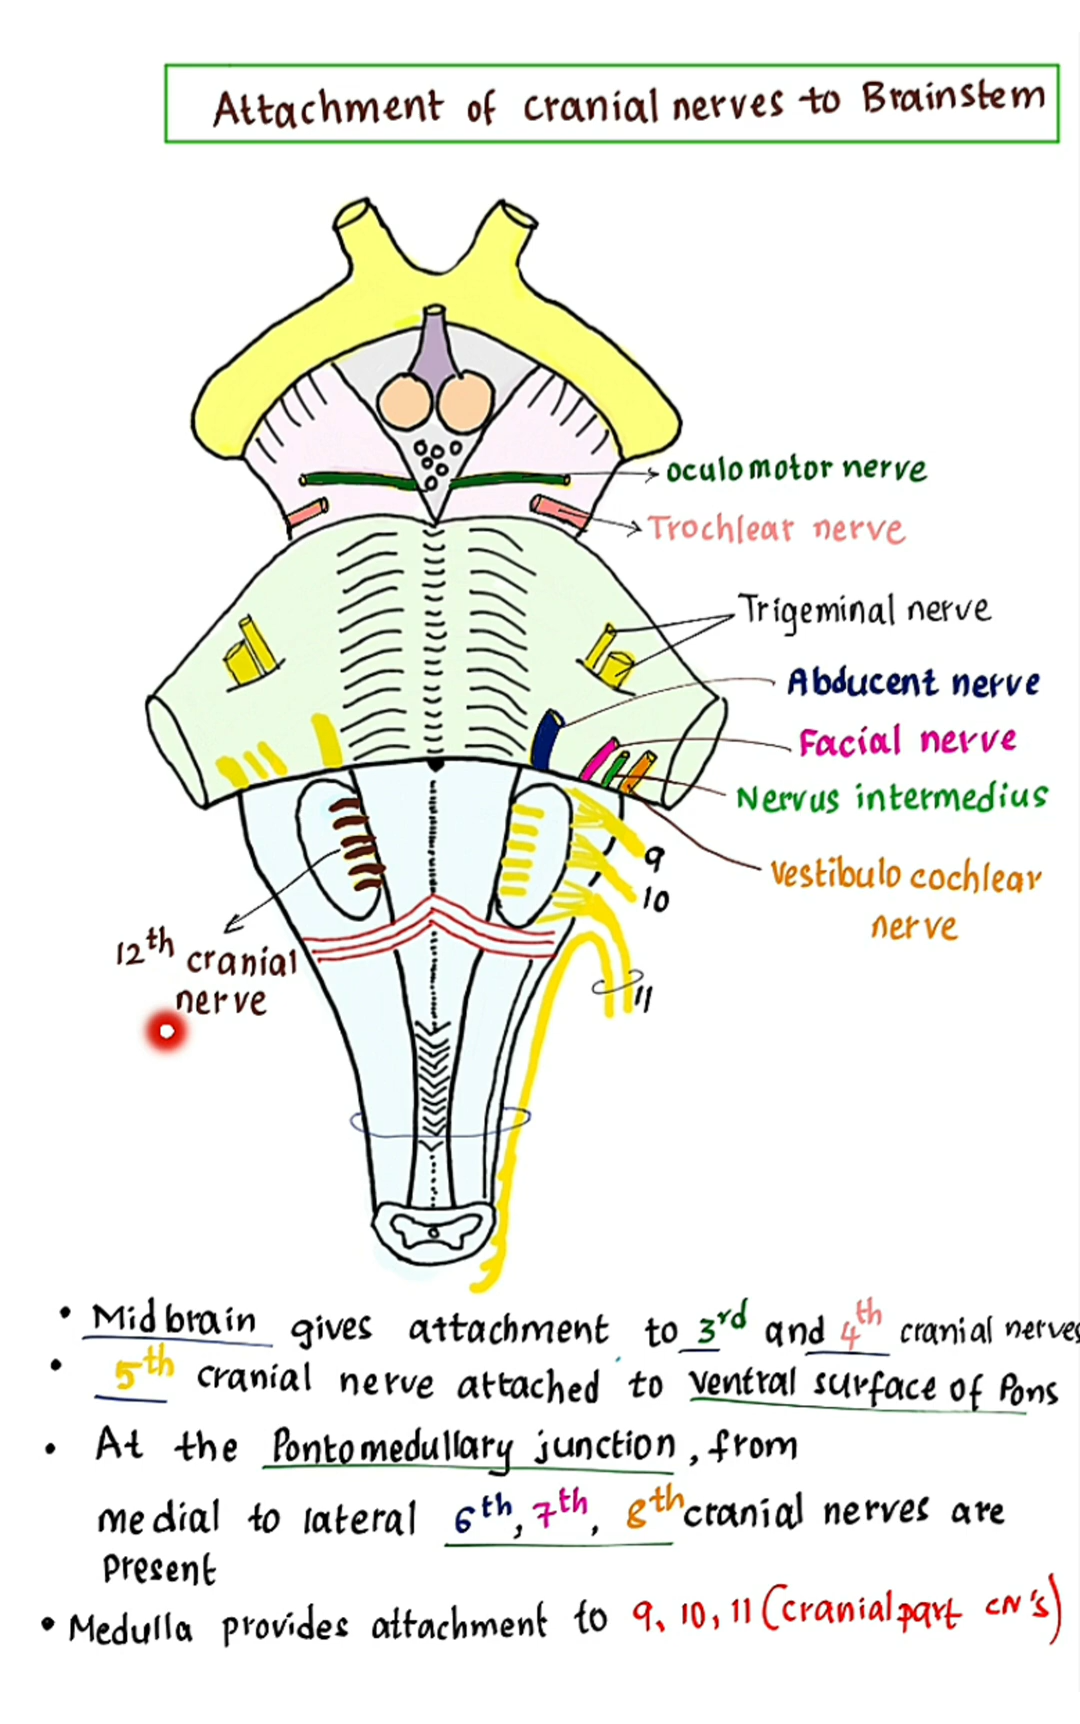 Attachment of cranial nerves to Brainstem
oculomotor nerve
Trochlear nerve
Trigeminal nerve
Abducent nerve
Facial nerve
Nervus intermedius
Vestibulo cochlear
nerve
9
10
11
12th cranial
nerve
• Midbrain gives attachment to 3rd and 4th cranial nerves
• 5th cranial nerve attached to ventral surface of Pons
• At the Pontomedullary junction, from
medial to lateral 6th, 7th, 8th cranial nerves are
present
• Medulla provides attachment to 9, 10, 11 (cranial part CN's)